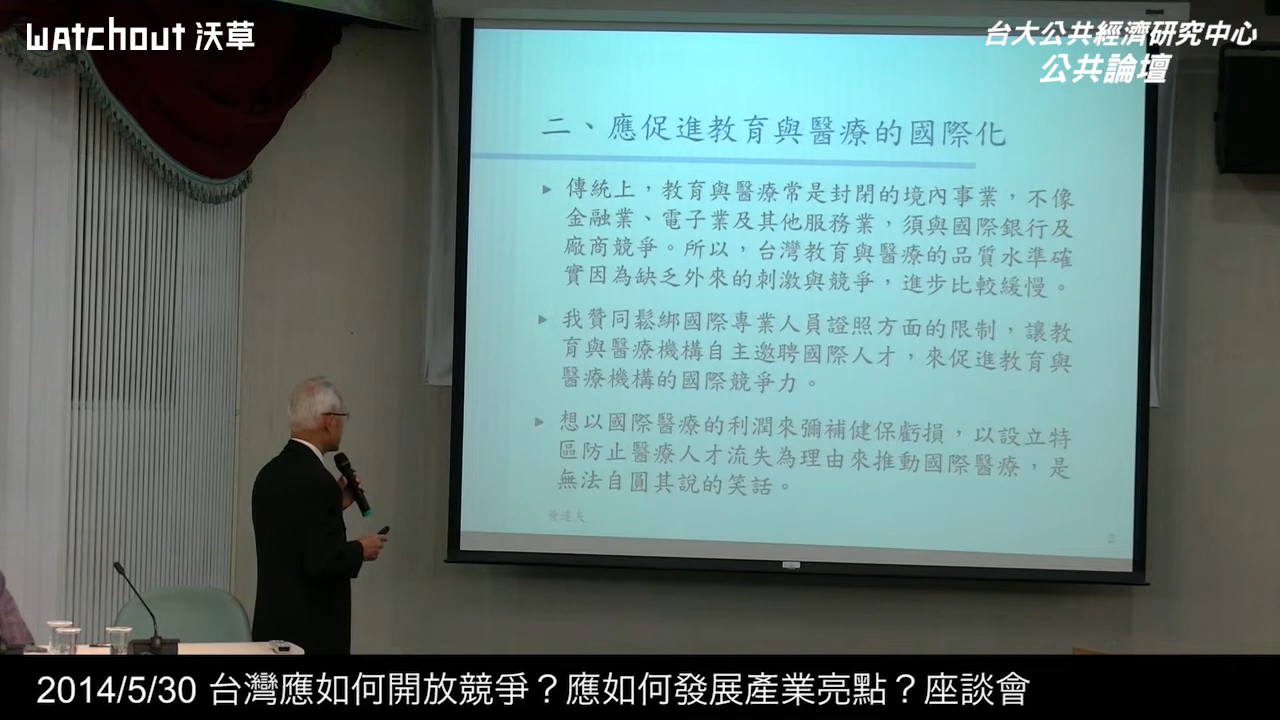 WATCHOUT 沃草
台大公共經濟研究中心
公共論壇
二、應促進教育與醫療的國際化
傳統上，教育與醫療常是封閉的境內事業，不像
金融業、電子業及其他服務業，須與國際銀行及
廠商競爭。所以，台灣教育與醫療的品質水準確
實因為缺乏外來的刺激與競爭，進步比較緩慢。
我贊同鬆綁國際專業人員證照方面的限制，讓教
育與醫療機構自主邀聘國際人才，來促進教育與
醫療機構的國際競爭力。
想以國際醫療的利潤來彌補健保虧損，以設立特
區防止醫療人才流失為理由來推動國際醫療，是
無法自圓其說的笑話。
2014/5/30 台灣應如何開放競爭？應如何發展產業亮點？座談會